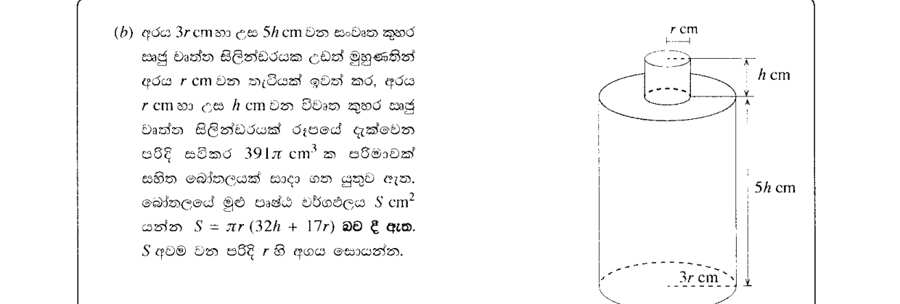 r cm
(b) අරය 3r cm හා උස 5h cm වන සංවෘත කුහර
සෘජු වෘත්ත සිලින්ඩරයක උඩත් මුහුණතින්
අරය r cm වන තැටියක් ඉවත් කර, අරය
r cm හා උස h cm වන විවෘත කුහර සෘජු
වෘත්ත සිලින්ඩරයක් රූපයේ දැක්වෙන
පරිදි සවිකර 391π cm³ ක පරිමාවක්
සහිත බෝතලයක් සාදා ගත යුතුව ඇත.
බෝතලයේ මුළු පෘෂ්ඨ වර්ගඵලය S cm²
යන්න S = πr (32h + 17r) බව දී ඇත.
S අවම වන පරිදි r හි අගය සොයන්න.
h cm
5h cm
3r cm